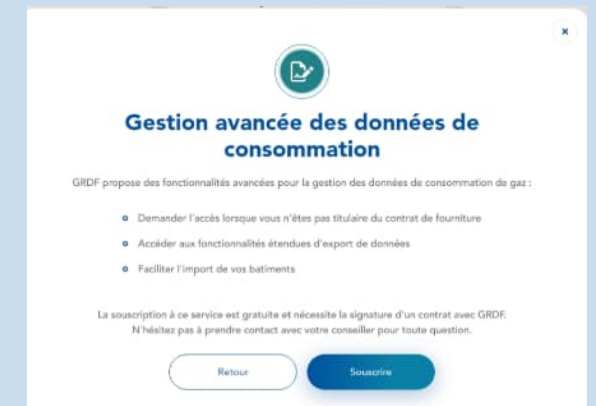 Gestion avancée des données de
consommation
GRDF propose des fonctionnalités avancées pour la gestion des données de consommation de gaz :
Demander l'accès lorsque vous n'êtes pas titulaire du contrat de fourniture
Accéder aux fonctionnalités étendues d'export de données
Faciliter l'import de vos batiments
La souscription à ce service est gratuite et nécessite la signature d'un contrat avec GRDF.
N'hésitez pas à prendre contact avec votre conseiller pour toute question.
Retour
Souscrire